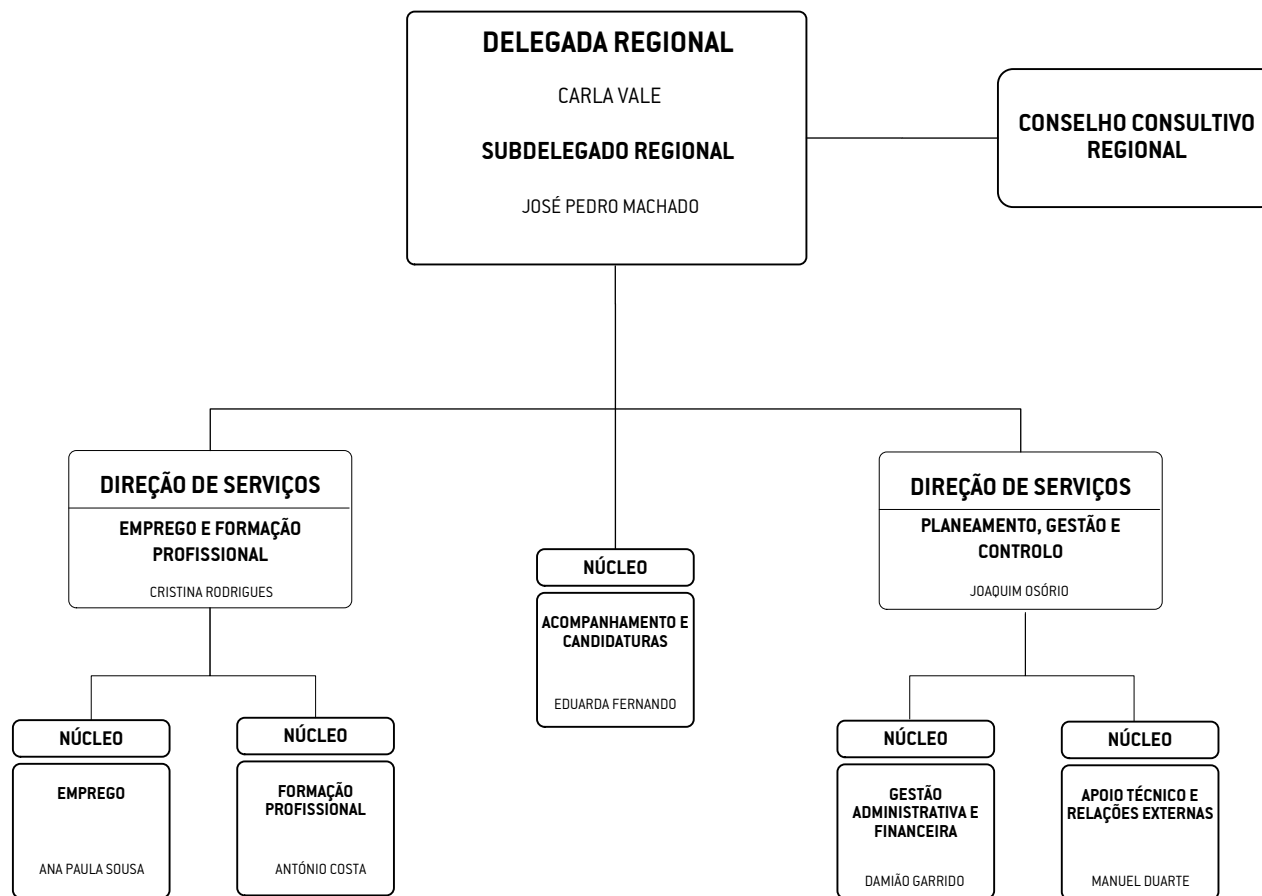 DELEGADA REGIONAL
CARLA VALE
SUBDELEGADO REGIONAL
JOSÉ PEDRO MACHADO
CONSELHO CONSULTIVO
REGIONAL
DIREÇÃO DE SERVIÇOS
EMPREGO E FORMAÇÃO
PROFISSIONAL
CRISTINA RODRIGUES
NÚCLEO
ACOMPANHAMENTO E
CANDIDATURAS
EDUARDA FERNANDO
DIREÇÃO DE SERVIÇOS
PLANEAMENTO, GESTÃO E
CONTROLO
JOAQUIM OSÓRIO
NÚCLEO
EMPREGO
ANA PAULA SOUSA
NÚCLEO
FORMAÇÃO
PROFISSIONAL
ANTÓNIO COSTA
NÚCLEO
GESTÃO
ADMINISTRATIVA E
FINANCEIRA
DAMIÃO GARRIDO
NÚCLEO
APOIO TÉCNICO E
RELAÇÕES EXTERNAS
MANUEL DUARTE